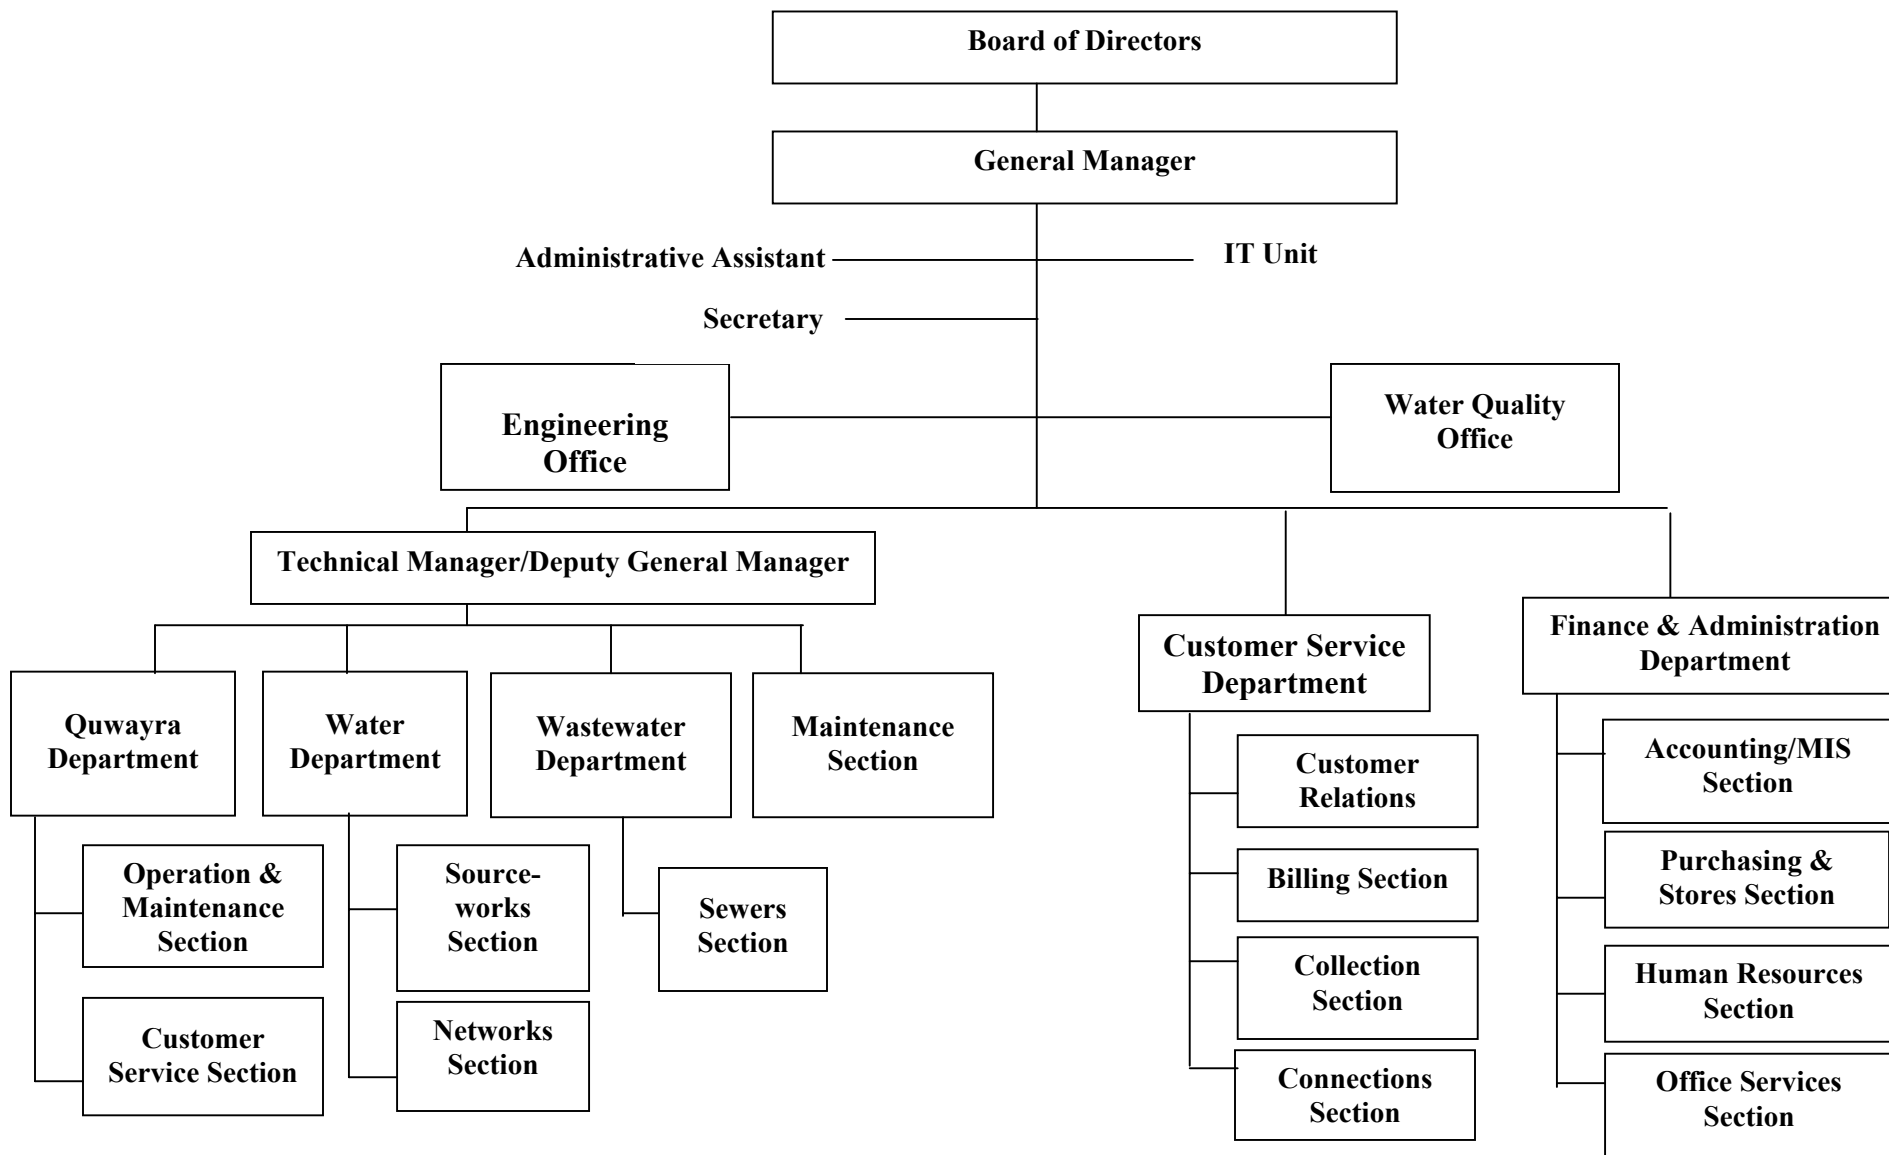 Board of Directors
General Manager
Administrative Assistant
IT Unit
Secretary
Engineering
Office
Water Quality
Office
Technical Manager/Deputy General Manager
Customer Service
Department
Finance & Administration
Department
Quwayra
Department
Water
Department
Wastewater
Department
Maintenance
Section
Operation &
Maintenance
Section
Customer
Service Section
Source-
works
Section
Networks
Section
Sewers
Section
Customer
Relations
Billing Section
Collection
Section
Connections
Section
Accounting/MIS
Section
Purchasing &
Stores Section
Human Resources
Section
Office Services
Section